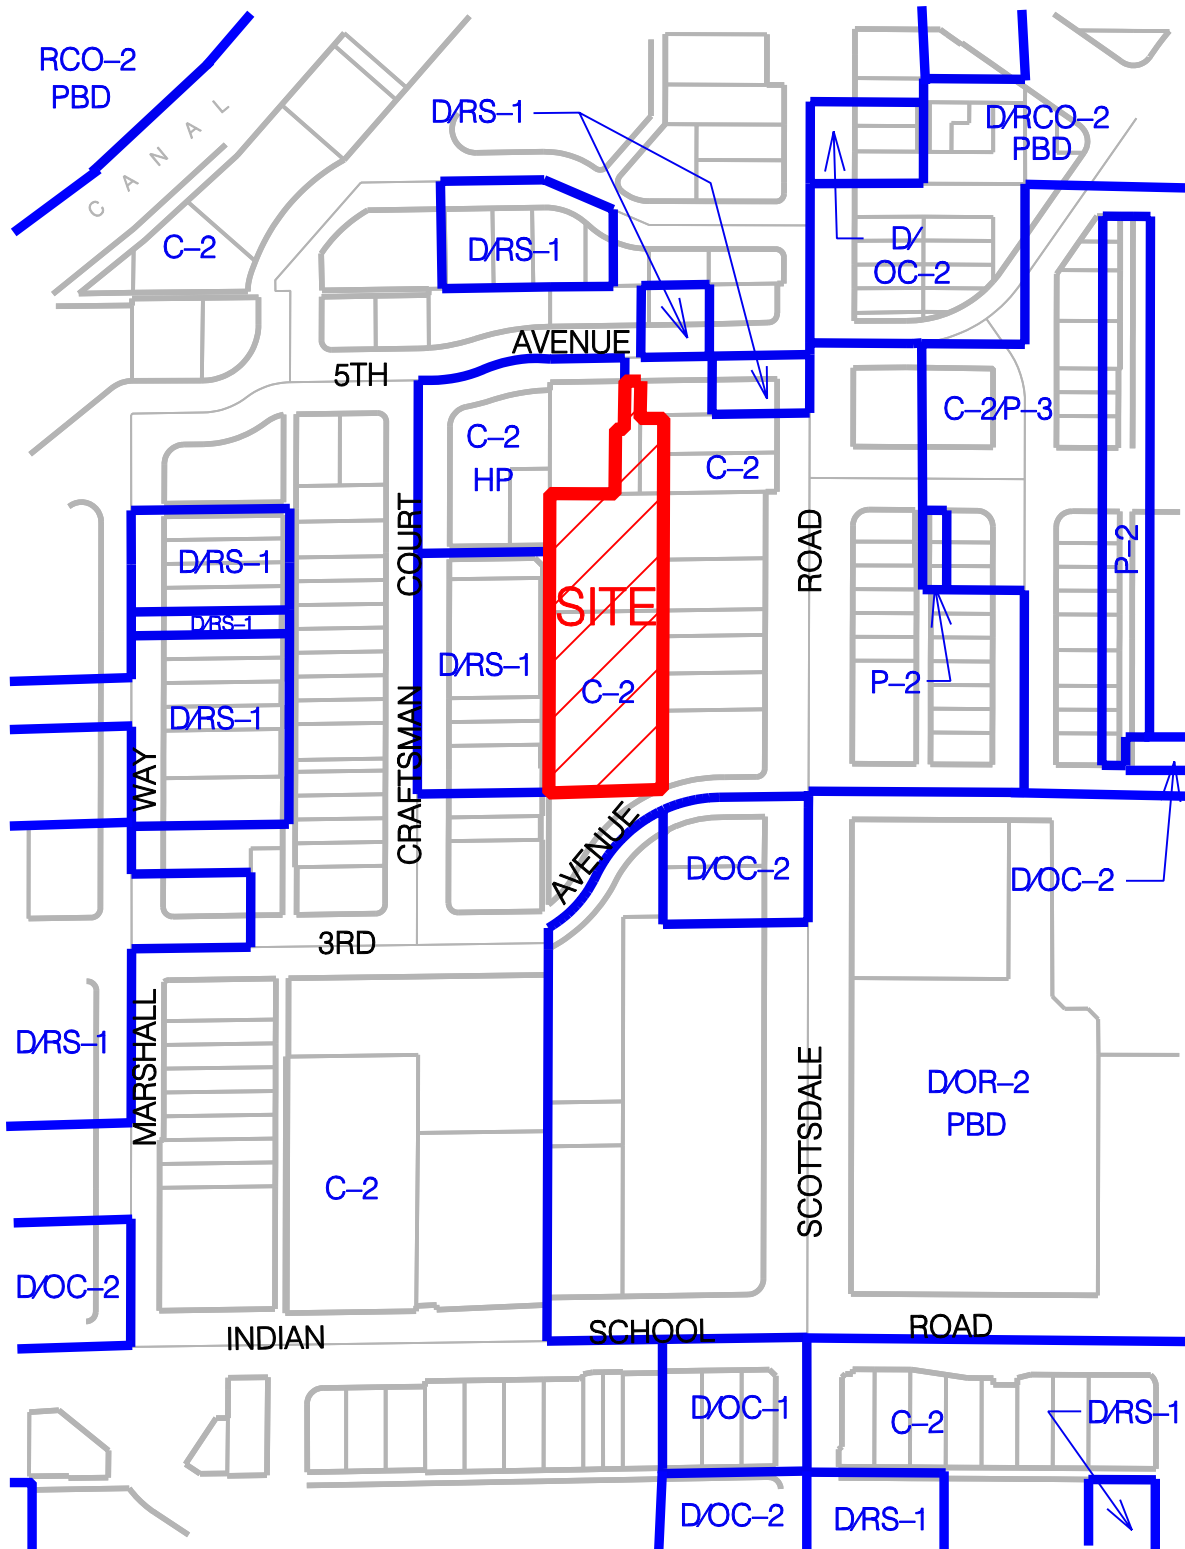 RCO-2
PBD
CANAL
D/RS-1
D/RCO-2
PBD
C-2
D/RS-1
D/
OC-2
AVENUE
5TH
C-2/P-3
C-2
HP
C-2
COURT
ROAD
P-2
D/RS-1
SITE
D/RS-1
D/RS-1
C-2
P-2
D/RS-1
WAY
CRAFTSMAN
AVENUE
D/OC-2
D/OC-2
3RD
D/RS-1
MARSHALL
SCOTTSDALE
D/OR-2
PBD
C-2
D/OC-2
INDIAN
SCHOOL
ROAD
D/OC-1
C-2
D/RS-1
D/OC-2
D/RS-1